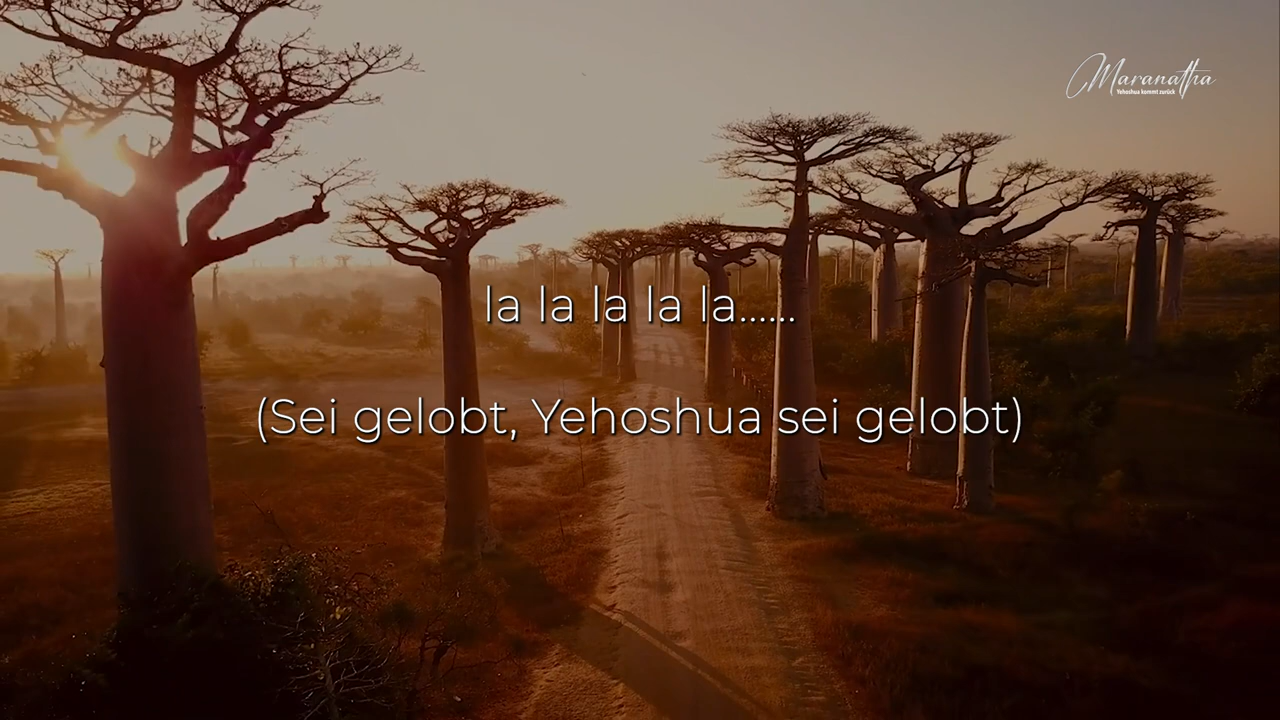 Maranatha
Yehoshua kommt zurück
la la la la la......
(Sei gelobt, Yehoshua sei gelobt)